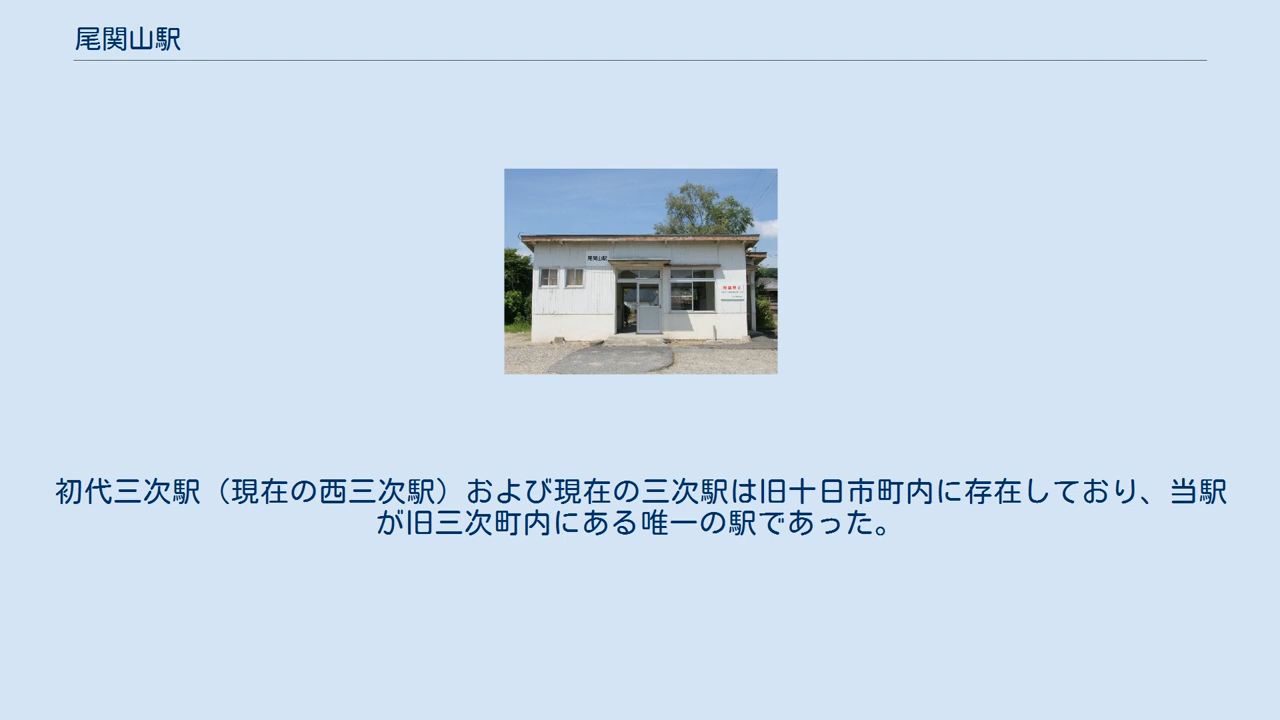 尾関山駅
尾関山駅
初代三次駅（現在の西三次駅）および現在の三次駅は旧十日市町内に存在しており、当駅
が旧三次町内にある唯一の駅であった。